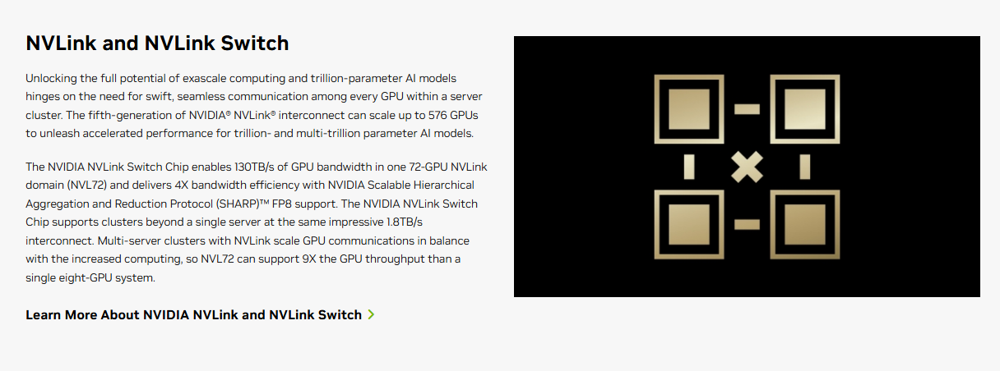 NVLink and NVLink Switch
Unlocking the full potential of exascale computing and trillion-parameter AI models
hinges on the need for swift, seamless communication among every GPU within a server
cluster. The fifth-generation of NVIDIA® NVLink® interconnect can scale up to 576 GPUs
to unleash accelerated performance for trillion- and multi-trillion parameter AI models.
The NVIDIA NVLink Switch Chip enables 130TB/s of GPU bandwidth in one 72-GPU NVLink
domain (NVL72) and delivers 4X bandwidth efficiency with NVIDIA Scalable Hierarchical
Aggregation and Reduction Protocol (SHARP)™ FP8 support. The NVIDIA NVLink Switch
Chip supports clusters beyond a single server at the same impressive 1.8TB/s
interconnect. Multi-server clusters with NVLink scale GPU communications in balance
with the increased computing, so NVL72 can support 9X the GPU throughput than a
single eight-GPU system.
Learn More About NVIDIA NVLink and NVLink Switch